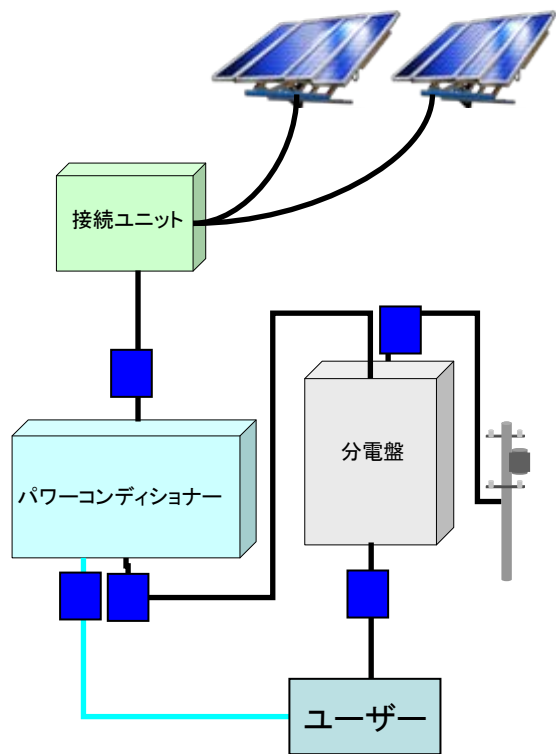 接続ユニット
分電盤
パワーコンディショナー
ユーザー